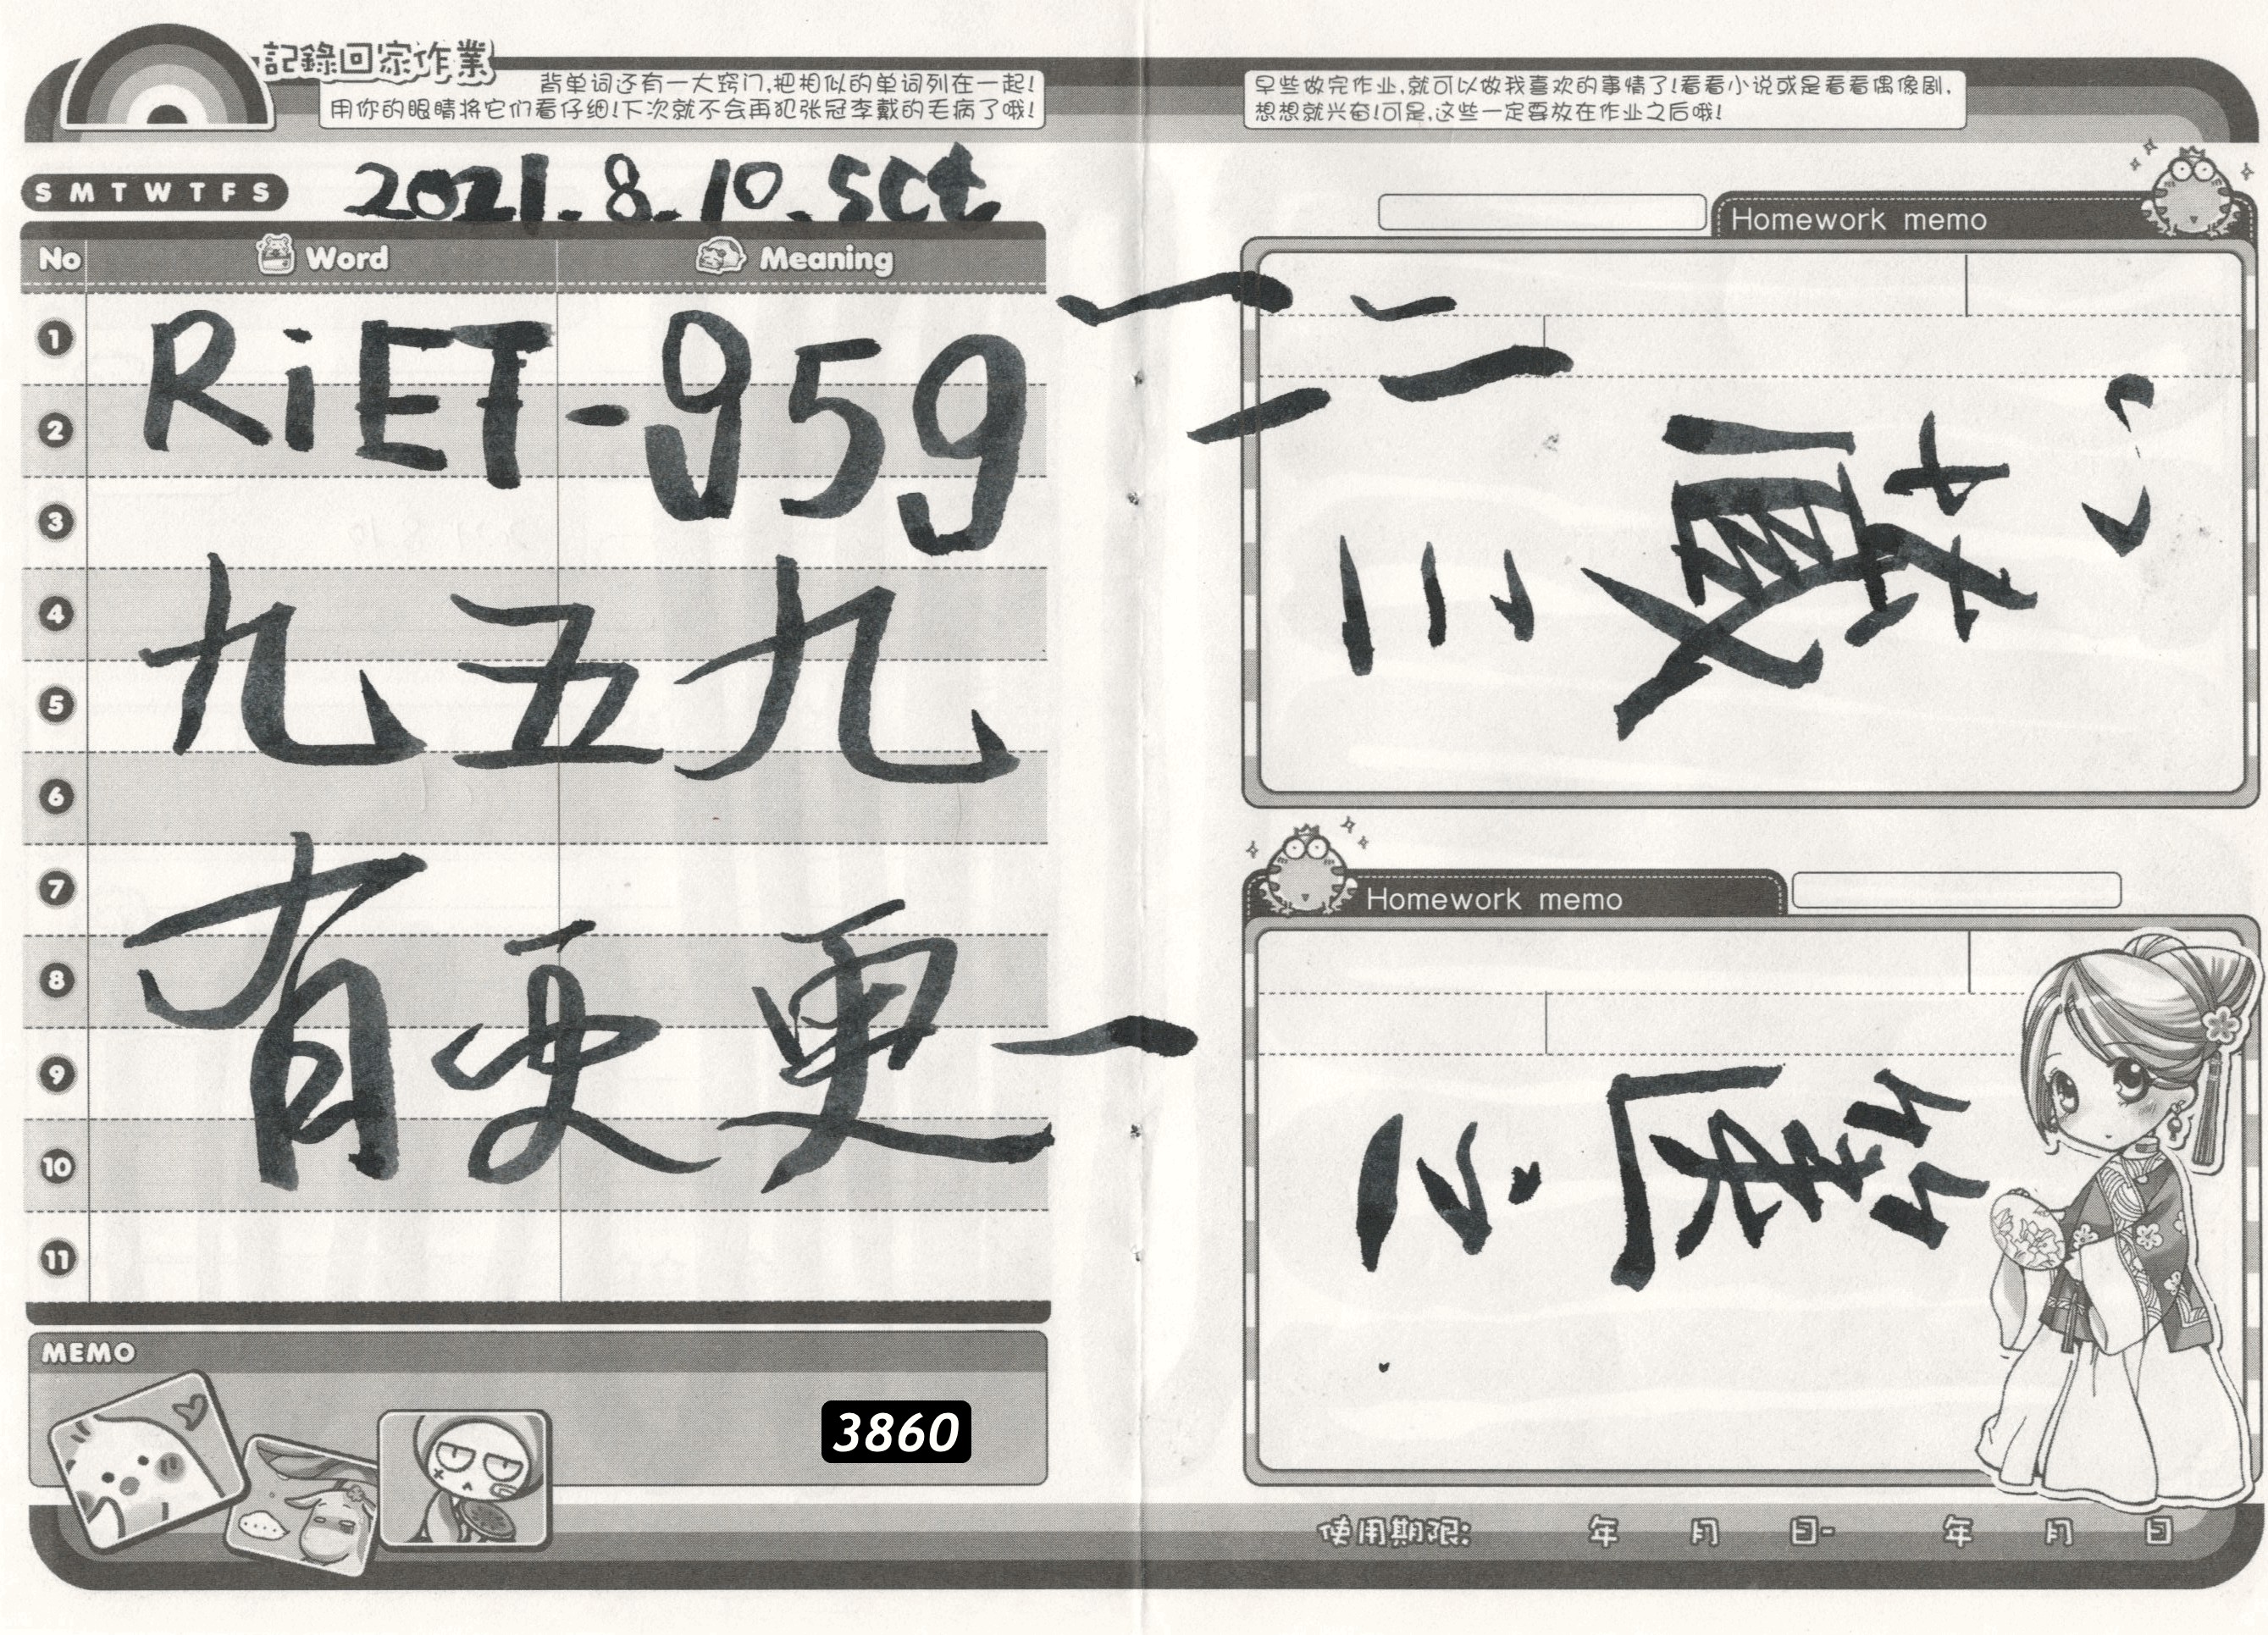 記錄回家作業
背单词还有一大窍门,把相似的单词列在一起!
用你的眼睛将它们看仔细!下次就不会再犯张冠李戴的毛病了哦!
S M T W T F S
2021.8.10.SCt
No Word Meaning
1
RiET-959
2
3
4
九五九
5
6
7
8
有更更一
9
10
11
MEMO
3860
早些做完作业,就可以做我喜欢的事情了!看看小说或是看看偶像剧,
想想就兴奋!可是,这些一定要放在作业之后哦!
Homework memo
一二
三
Homework memo
使用期限: 年 月 日- 年 月 日